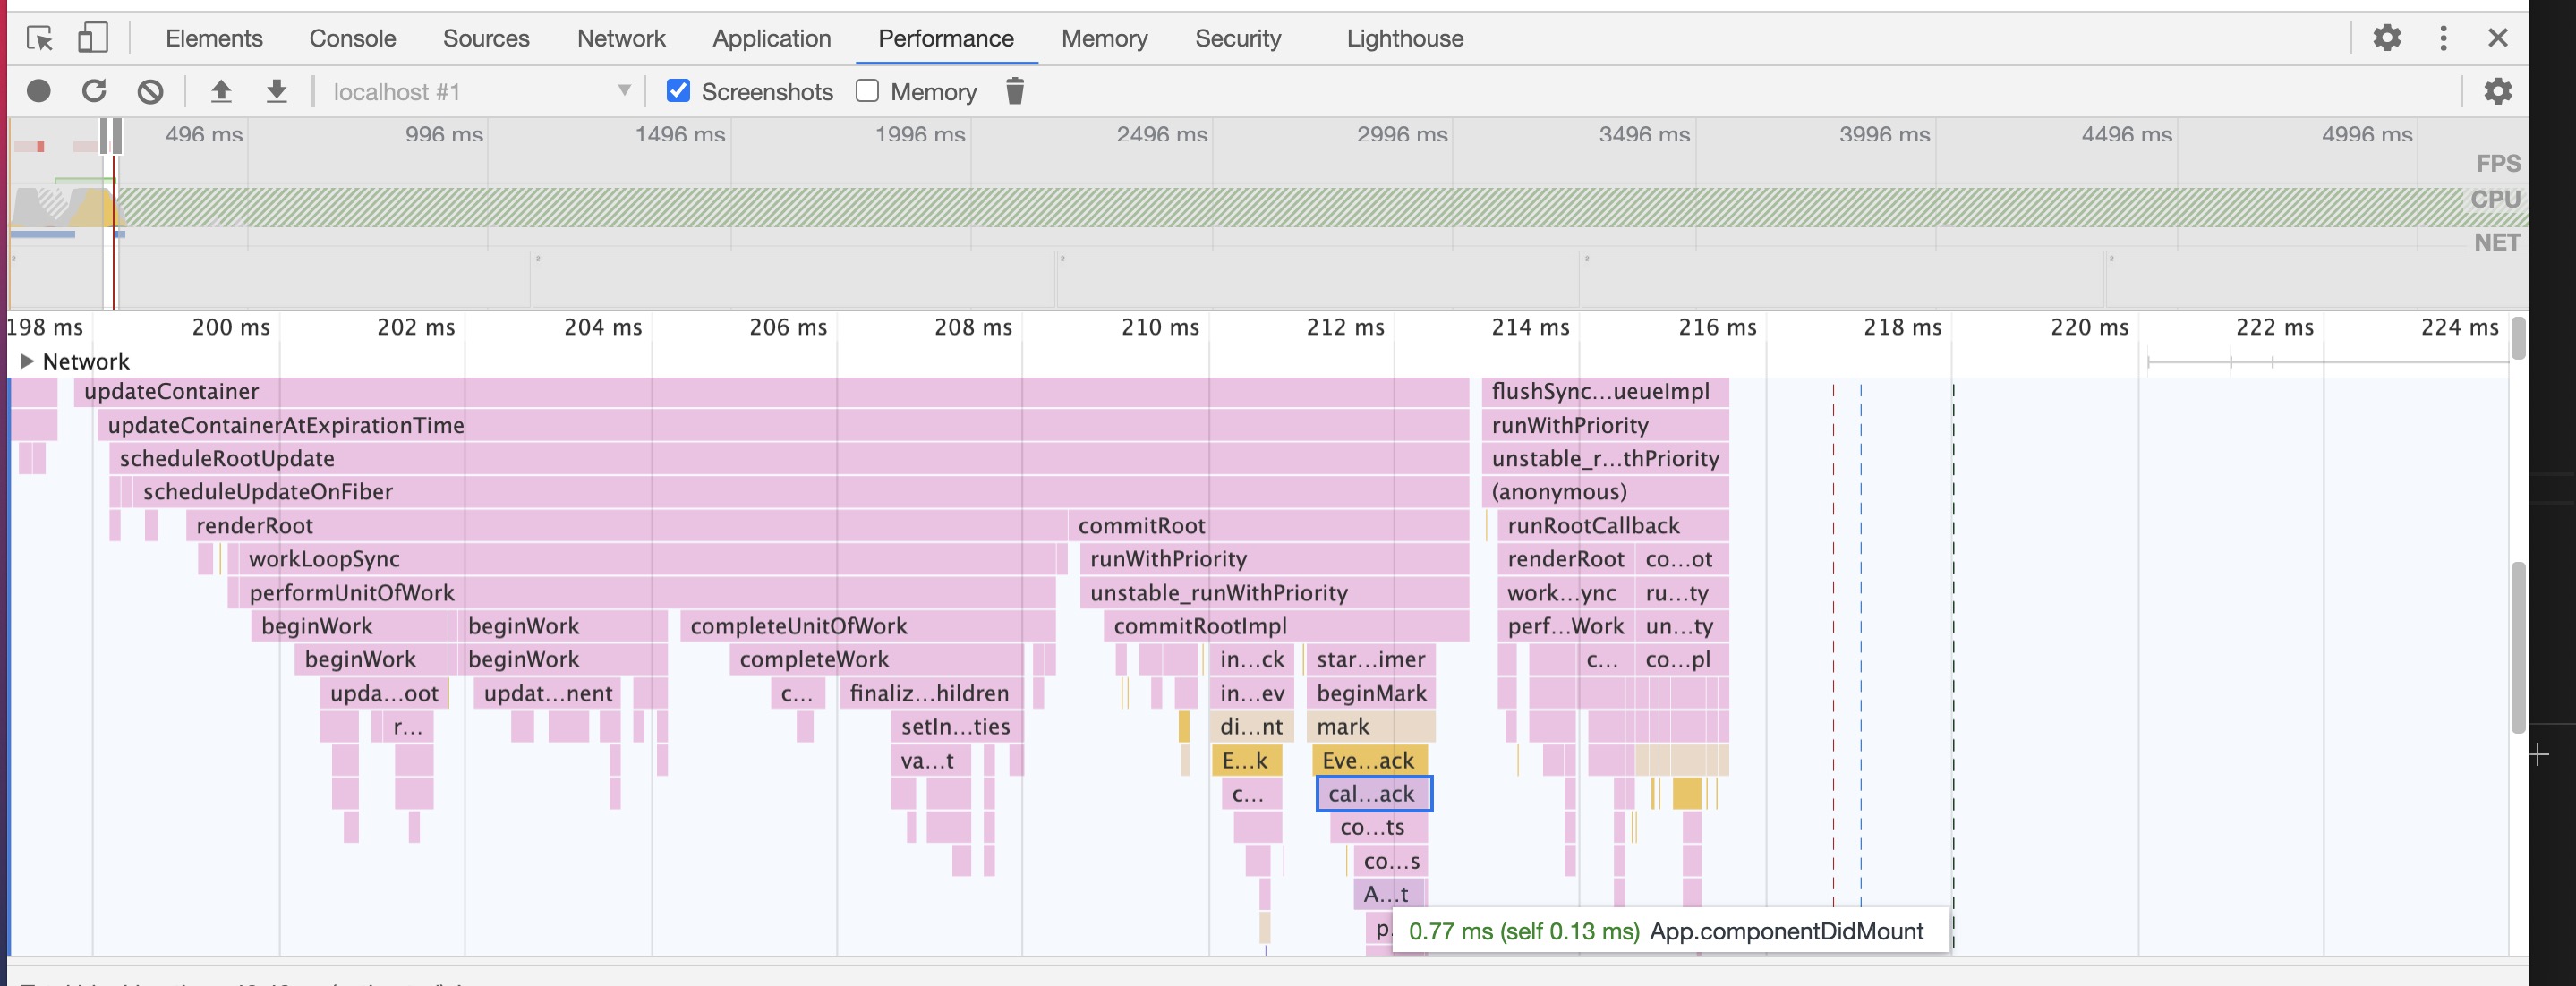 Elements Console Sources Network Application Performance Memory Security Lighthouse
localhost #1 Screenshots Memory
496 ms 996 ms 1496 ms 1996 ms 2496 ms 2996 ms 3496 ms 3996 ms 4496 ms 4996 ms
FPS
CPU
NET
2 2 2 2 2
198 ms 200 ms 202 ms 204 ms 206 ms 208 ms 210 ms 212 ms 214 ms 216 ms 218 ms 220 ms 222 ms 224 ms
Network
updateContainer flushSync...ueueImpl
updateContainerAtExpirationTime runWithPriority
scheduleRootUpdate unstable_r...thPriority
scheduleUpdateOnFiber (anonymous)
renderRoot commitRoot runRootCallback
workLoopSync runWithPriority renderRoot co...ot
performUnitOfWork unstable_runWithPriority work...ync ru...ty
beginWork beginWork completeUnitOfWork commitRootImpl perf...Work un...ty
beginWork beginWork completeWork in...ck star...imer c... co...pl
upda...oot updat...nent c... finaliz...hildren in...ev beginMark
r... setIn...ties di...nt mark
va...t E...k Eve...ack
c... cal...ack
co...ts
co...s
A...t
p. 0.77 ms (self 0.13 ms) App.componentDidMount